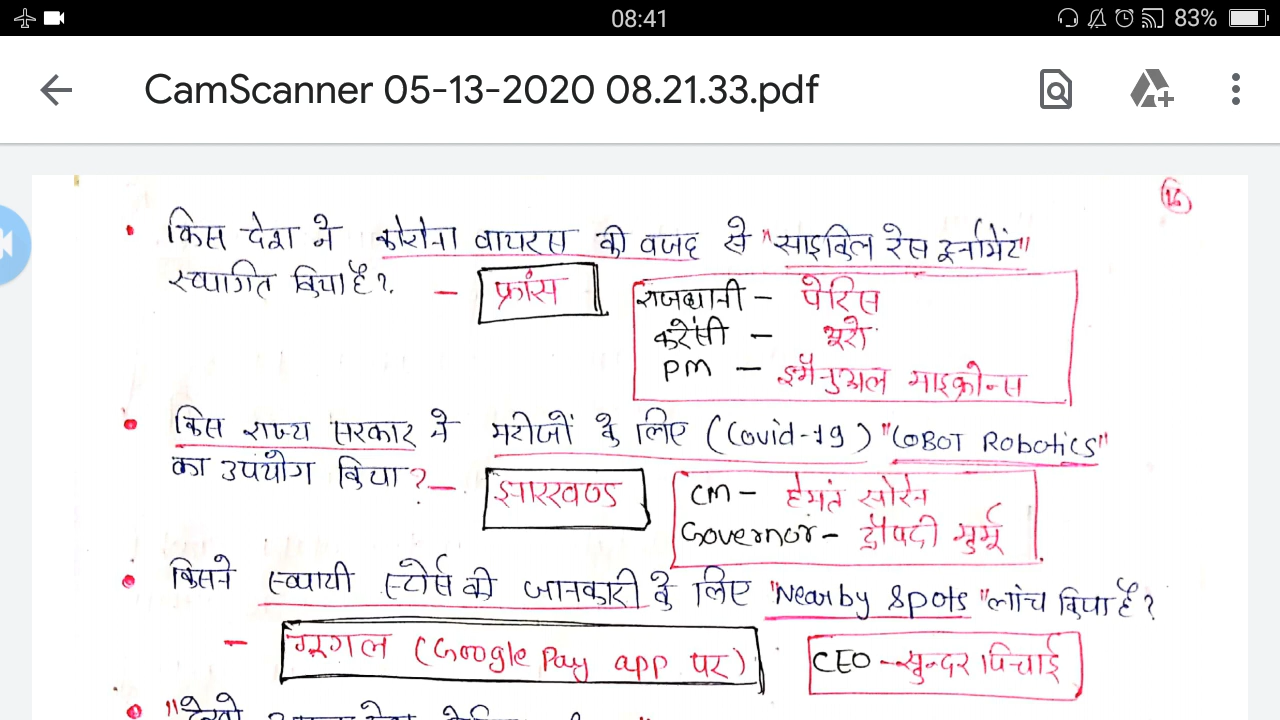 08:41 83%
CamScanner 05-13-2020 08.21.33.pdf
16
• किस देश ने कोरोना वायरस की वजह से "साइकिल रेस टूर्नामेंट"
स्थागित किया है? – फ्रांस
राजधानी – पेरिस
करेंसी – यूरो
PM – इमैनुअल माइक्रोन्स
• किस राज्य सरकार ने मरीजों के लिए (Covid-19) "COBOT RoBotics"
का उपयोग किया? – झारखण्ड
CM – हेमंत सोरेन
Governor – द्रौपदी मुर्मू
• किसने स्थायी स्टोर्स की जानकारी के लिए "Nearby Spots" लांच किया है?
– गूगल (Google Pay app पर)
CEO – सुन्दर पिचाई